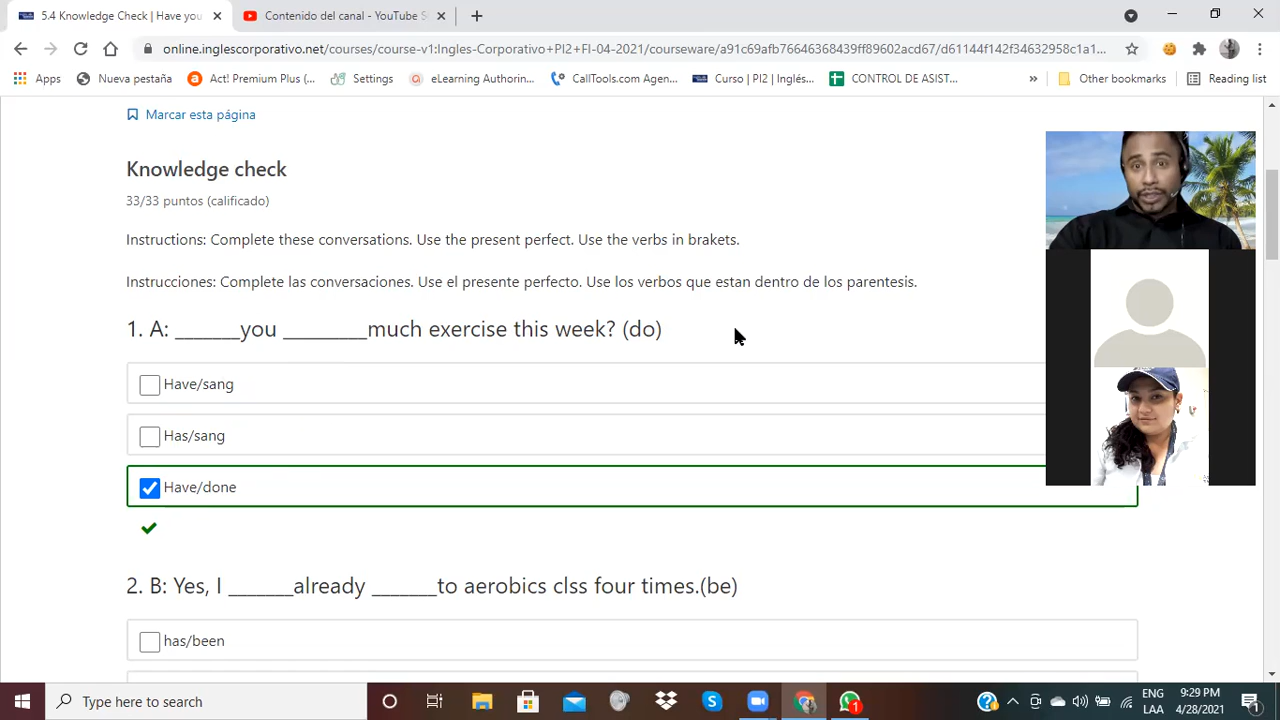 5.4 Knowledge Check | Have you
Contenido del canal - YouTube S
online.inglescorporativo.net/courses/course-v1:Ingles-Corporativo+PI2+FI-04-2021/courseware/a91c69afb76646368439ff89602acd67/d61144f142f34632958c1a1...
Apps
Nueva pestaña
Act! Premium Plus (...
Settings
eLearning Authorin...
CallTools.com Agen...
Curso | PI2 | Inglés...
CONTROL DE ASIST...
»
Other bookmarks
Reading list
Marcar esta página
Knowledge check
33/33 puntos (calificado)
Instructions: Complete these conversations. Use the present perfect. Use the verbs in brakets.
Instrucciones: Complete las conversaciones. Use el presente perfecto. Use los verbos que estan dentro de los parentesis.
1. A: _______you _________much exercise this week? (do)
Have/sang
Has/sang
Have/done
2. B: Yes, I _______already _______to aerobics clss four times.(be)
has/been
Type here to search
1
ENG
LAA
9:29 PM
4/28/2021
1